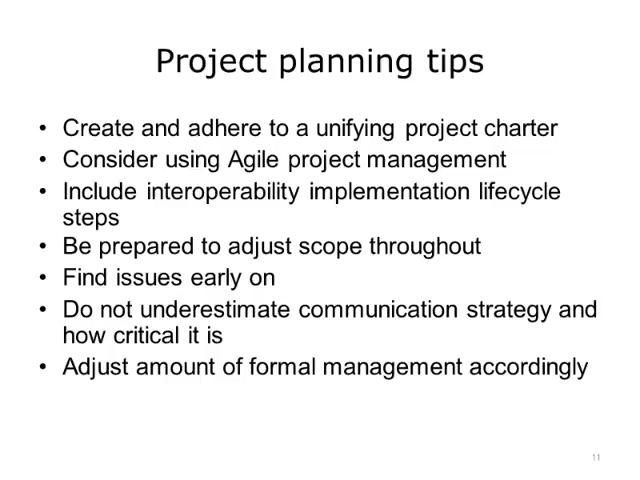 Project planning tips
• Create and adhere to a unifying project charter
• Consider using Agile project management
• Include interoperability implementation lifecycle
steps
• Be prepared to adjust scope throughout
• Find issues early on
• Do not underestimate communication strategy and
how critical it is
• Adjust amount of formal management accordingly
11